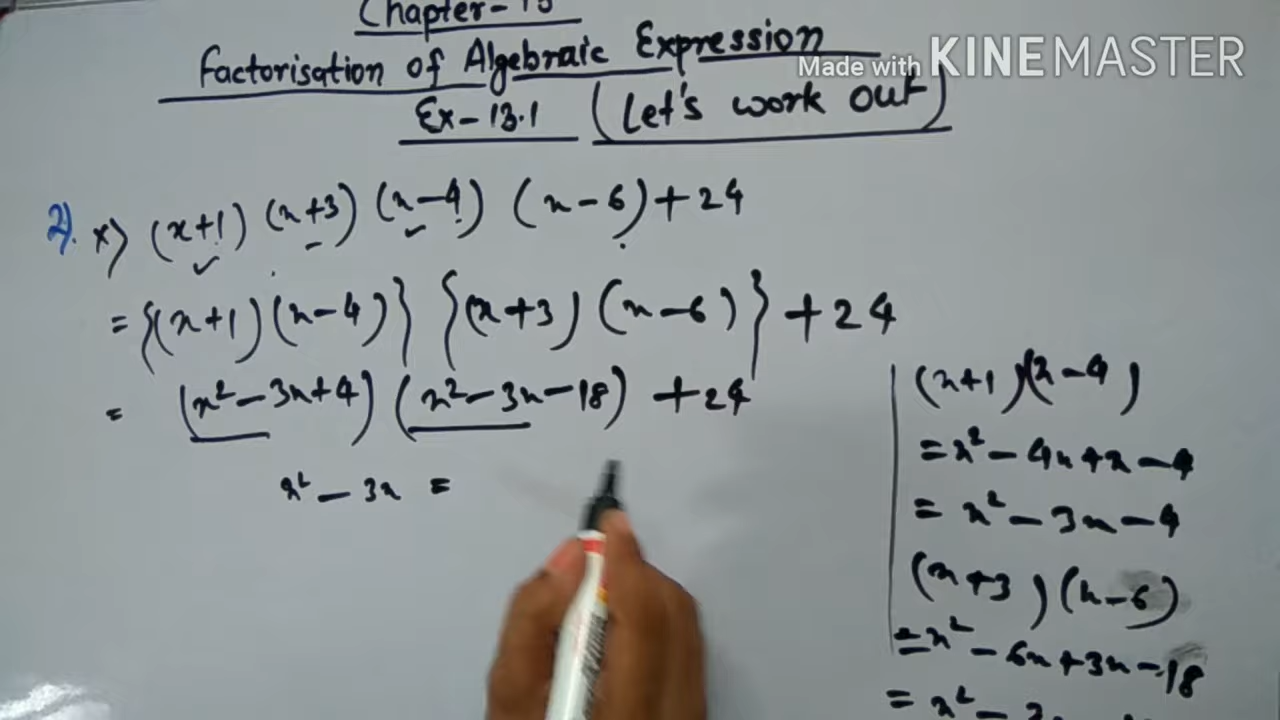 Chapter-13
Factorisation of Algebraic Expression
Made with KINEMASTER
Ex-13.1 (Let's work out)
2). x) (x+1) (x+3) (x-4) (x-6)+24
= {(x+1)(x-4)} {(x+3)(x-6)} +24
= (x²-3x+4) (x²-3x-18) +24
x²-3x =
(x+1)(x-4)
= x²-4x+x-4
= x²-3x-4
(x+3)(x-6)
= x²-6x+3x-18
= x²-